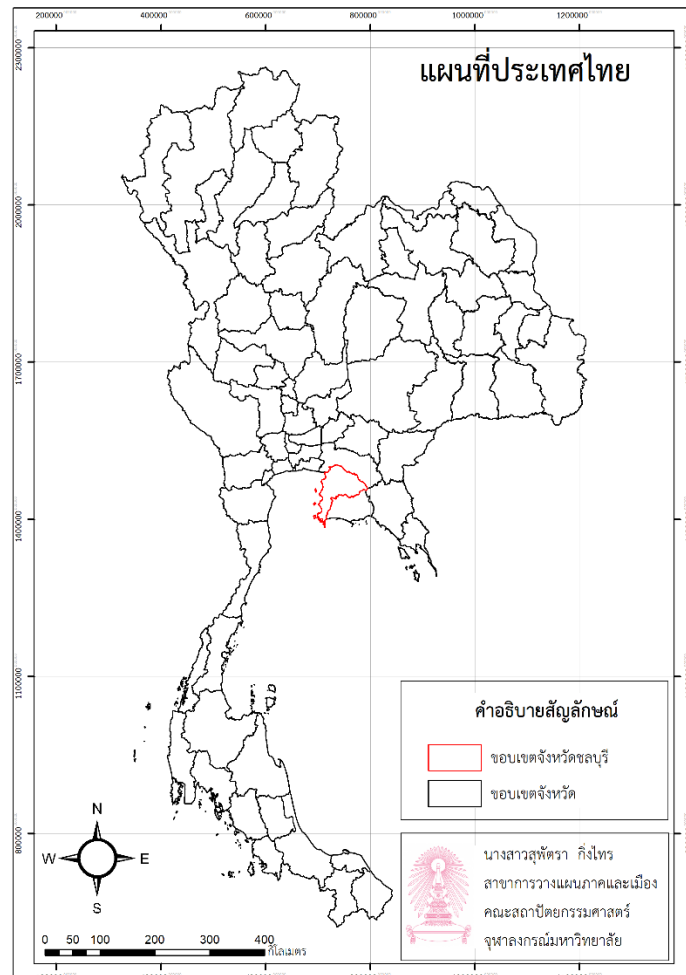 200000 400000 600000 800000 1000000 1200000
แผนที่ประเทศไทย
2300000
2000000
1700000
1400000
1100000
800000
คำอธิบายสัญลักษณ์
ขอบเขตจังหวัดชลบุรี
ขอบเขตจังหวัด
N
W E
S
นางสาวสุพัตรา กิ่งไทร
สาขาการวางแผนภาคและเมือง
คณะสถาปัตยกรรมศาสตร์
จุฬาลงกรณ์มหาวิทยาลัย
0 50 100 200 300 400
กิโลเมตร